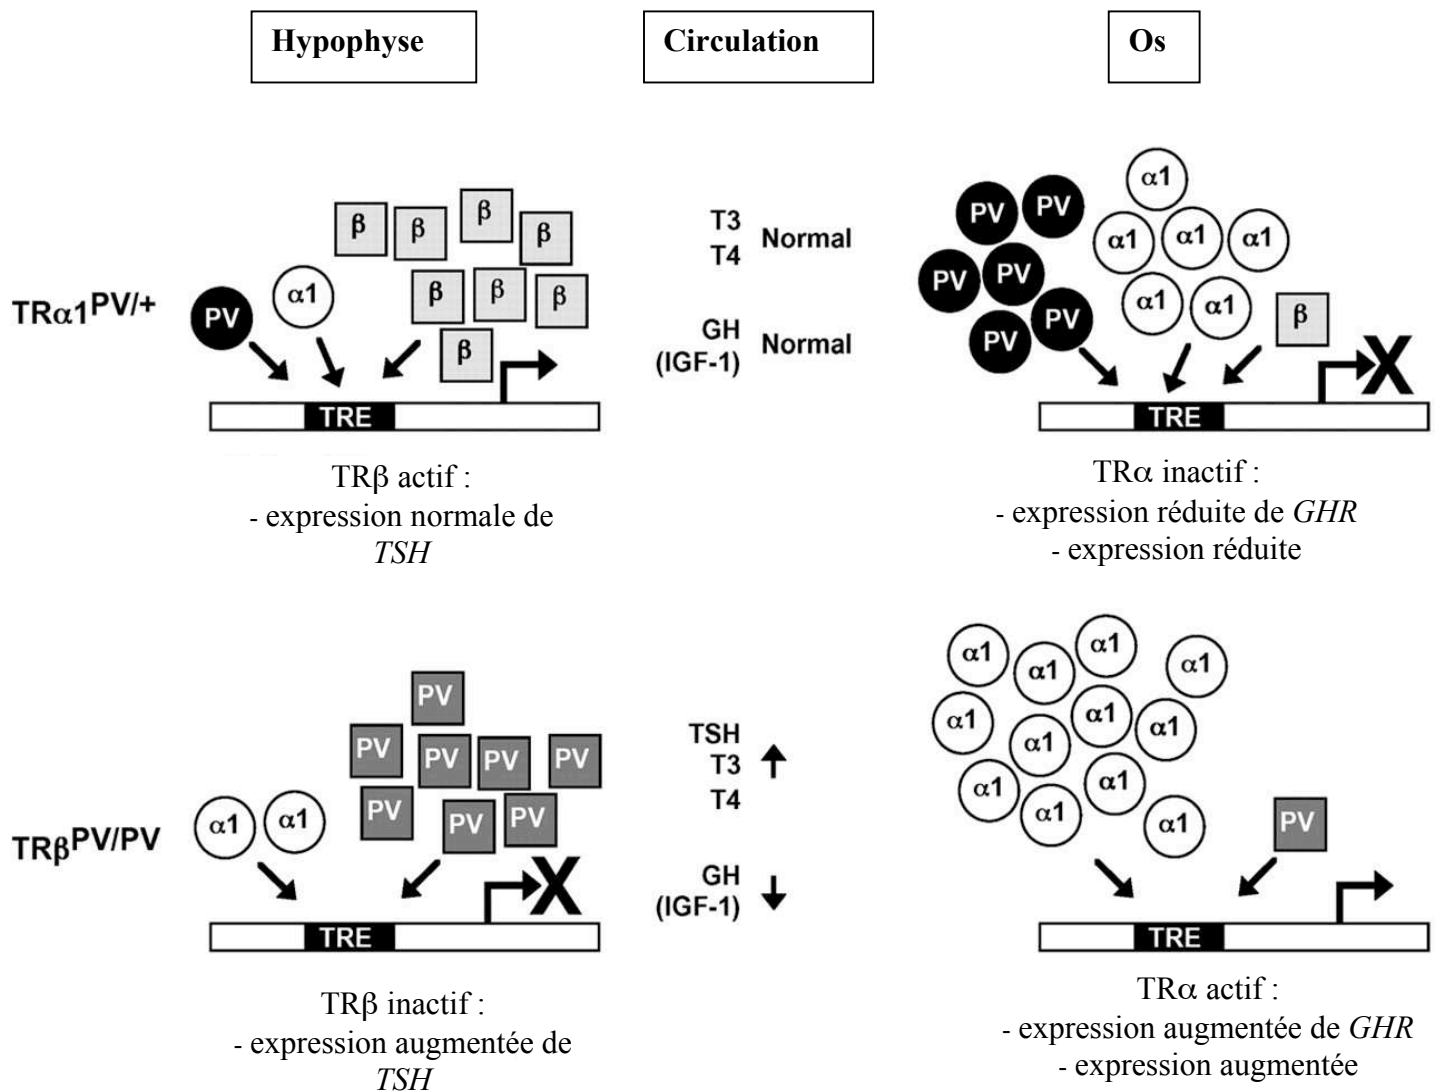 Hypophyse
Circulation
Os
TRα1PV/+
PV
α1
β
β
β
β
β
β
β
β
TRE
TRβ actif :
- expression normale de
TSH
T3
T4
Normal
GH
(IGF-1)
Normal
PV
PV
PV
PV
PV
PV
α1
α1
α1
α1
α1
α1
β
X
TRE
TRα inactif :
- expression réduite de GHR
- expression réduite
TRβPV/PV
α1
α1
PV
PV
PV
PV
PV
PV
PV
PV
X
TRE
TRβ inactif :
- expression augmentée de
TSH
TSH
T3
T4
GH
(IGF-1)
α1
α1
α1
α1
α1
α1
α1
α1
α1
α1
α1
α1
PV
TRE
TRα actif :
- expression augmentée de GHR
- expression augmentée